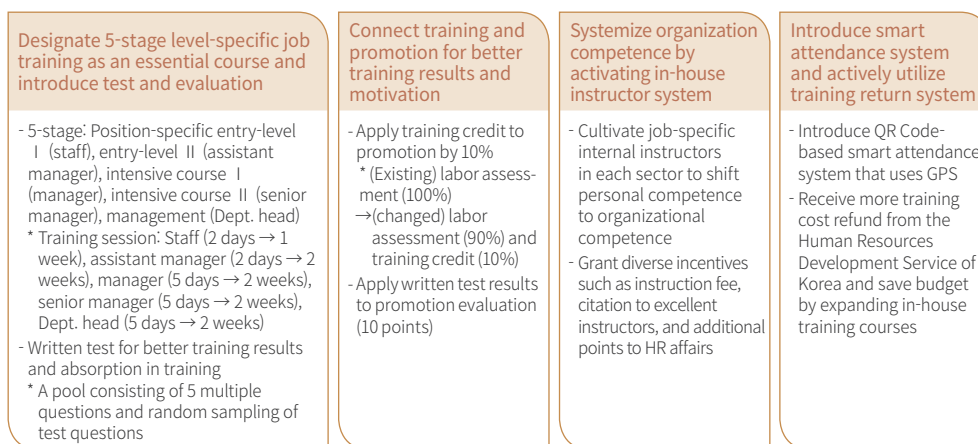 Designate 5-stage level-specific job
training as an essential course and
introduce test and evaluation
- 5-stage: Position-specific entry-level
Ⅰ (staff), entry-level Ⅱ (assistant
manager), intensive course Ⅰ
(manager), intensive course Ⅱ (senior
manager), management (Dept. head)
* Training session: Staff (2 days → 1
week), assistant manager (2 days → 2
weeks), manager (5 days → 2 weeks),
senior manager (5 days → 2 weeks),
Dept. head (5 days → 2 weeks)
- Written test for better training results
and absorption in training
* A pool consisting of 5 multiple
questions and random sampling of
test questions
Connect training and
promotion for better
training results and
motivation
- Apply training credit to
promotion by 10%
* (Existing) labor assess-
ment (100%)
→(changed) labor
assessment (90%) and
training credit (10%)
- Apply written test results
to promotion evaluation
(10 points)
Systemize organization
competence by
activating in-house
instructor system
- Cultivate job-specific
internal instructors
in each sector to shift
personal competence
to organizational
competence
- Grant diverse incentives
such as instruction fee,
citation to excellent
instructors, and additional
points to HR affairs
Introduce smart
attendance system
and actively utilize
training return system
- Introduce QR Code-
based smart attendance
system that uses GPS
- Receive more training
cost refund from the
Human Resources
Development Service of
Korea and save budget
by expanding in-house
training courses